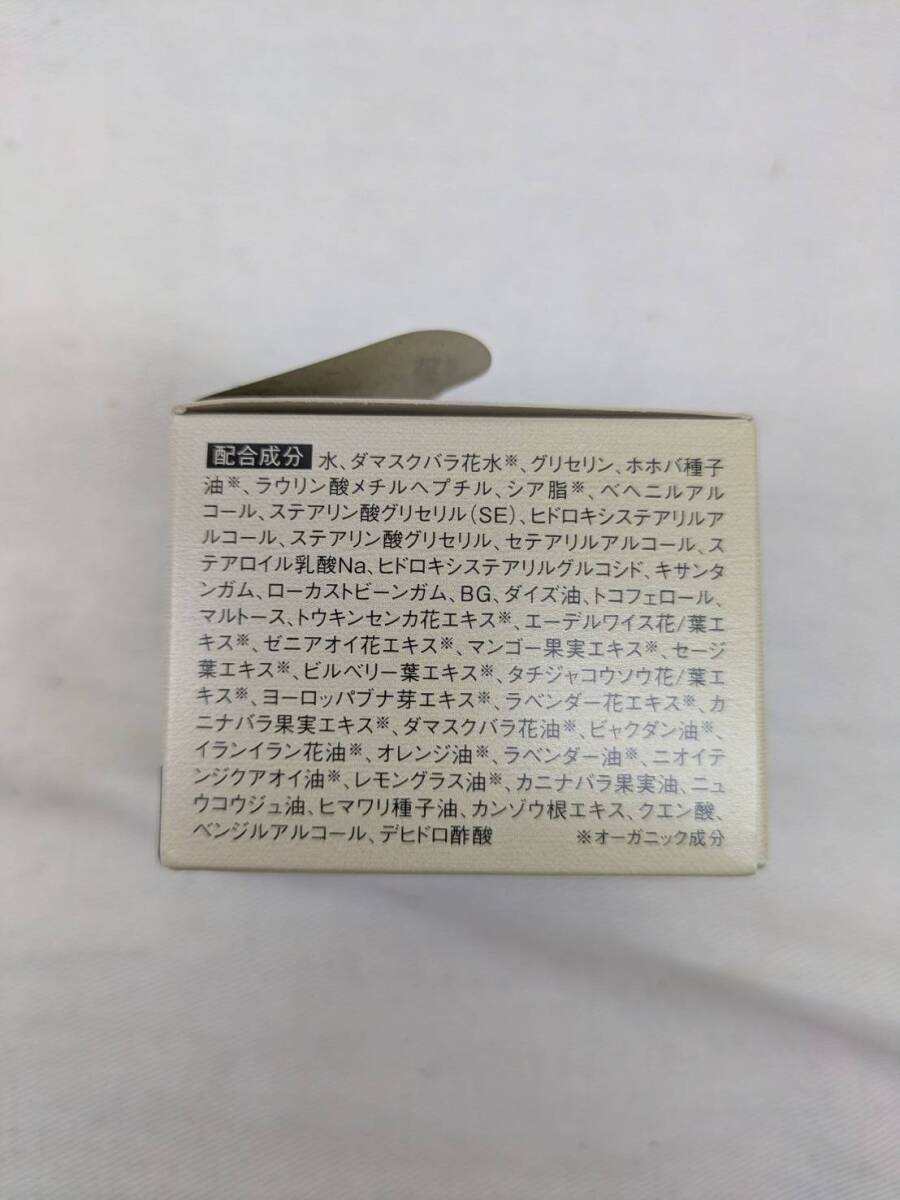 配合成分 水、ダマスクバラ花水※、グリセリン、ホホバ種子
油※、ラウリン酸メチルヘプチル、シア脂※、ベヘニルアル
コール、ステアリン酸グリセリル(SE)、ヒドロキシステアリルア
ルコール、ステアリン酸グリセリル、セテアリルアルコール、ス
テアロイル乳酸Na、ヒドロキシステアリルグルコシド、キサンタ
ンガム、ローカストビーンガム、BG、ダイズ油、トコフェロール、
マルトース、トウキンセンカ花エキス※、エーデルワイス花/葉エ
キス※、ゼニアオイ花エキス※、マンゴー果実エキス※、セージ
葉エキス※、ビルベリー葉エキス※、タチジャコウソウ花/葉エ
キス※、ヨーロッパブナ芽エキス※、ラベンダー花エキス※、カ
ニナバラ果実エキス※、ダマスクバラ花油※、ビャクダン油※、
イランイラン花油※、オレンジ油※、ラベンダー油※、ニオイテ
ンジクアオイ油※、レモングラス油※、カニナバラ果実油、ニュ
ウコウジュ油、ヒマワリ種子油、カンゾウ根エキス、クエン酸、
ベンジルアルコール、デヒドロ酢酸 ※オーガニック成分